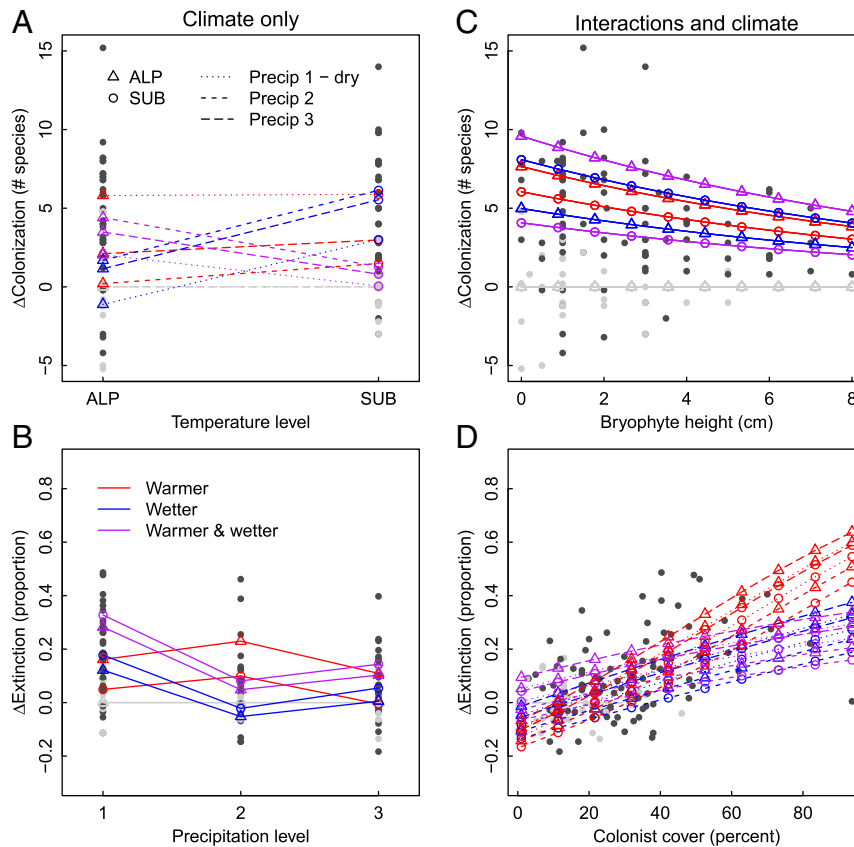 A Climate only
ΔColonization (# species)
15
10
5
0
−5
ALP
SUB
Precip 1 − dry
Precip 2
Precip 3
ALP SUB
Temperature level
C Interactions and climate
ΔColonization (# species)
15
10
5
0
−5
0 2 4 6 8
Bryophyte height (cm)
B
ΔExtinction (proportion)
0.8
0.6
0.4
0.2
0.0
−0.2
Warmer
Wetter
Warmer & wetter
1 2 3
Precipitation level
D
ΔExtinction (proportion)
0.8
0.6
0.4
0.2
0.0
−0.2
0 20 40 60 80
Colonist cover (percent)